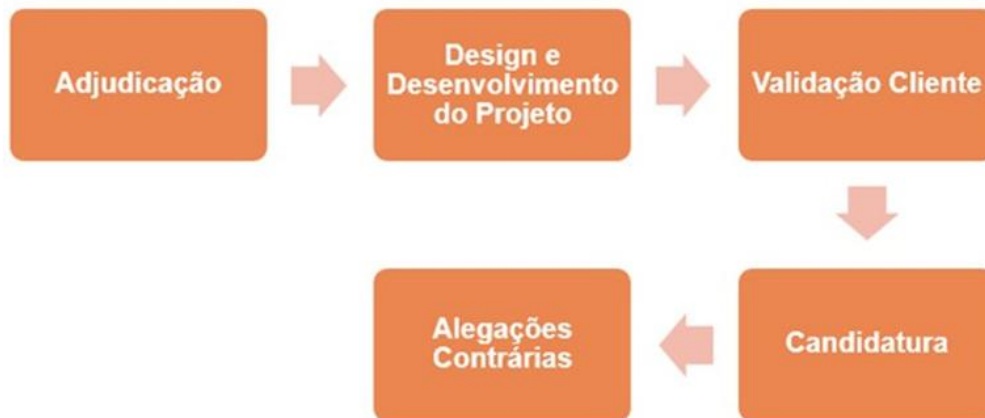 Adjudicação
Design e
Desenvolvimento
do Projeto
Validação Cliente
Candidatura
Alegações
Contrárias